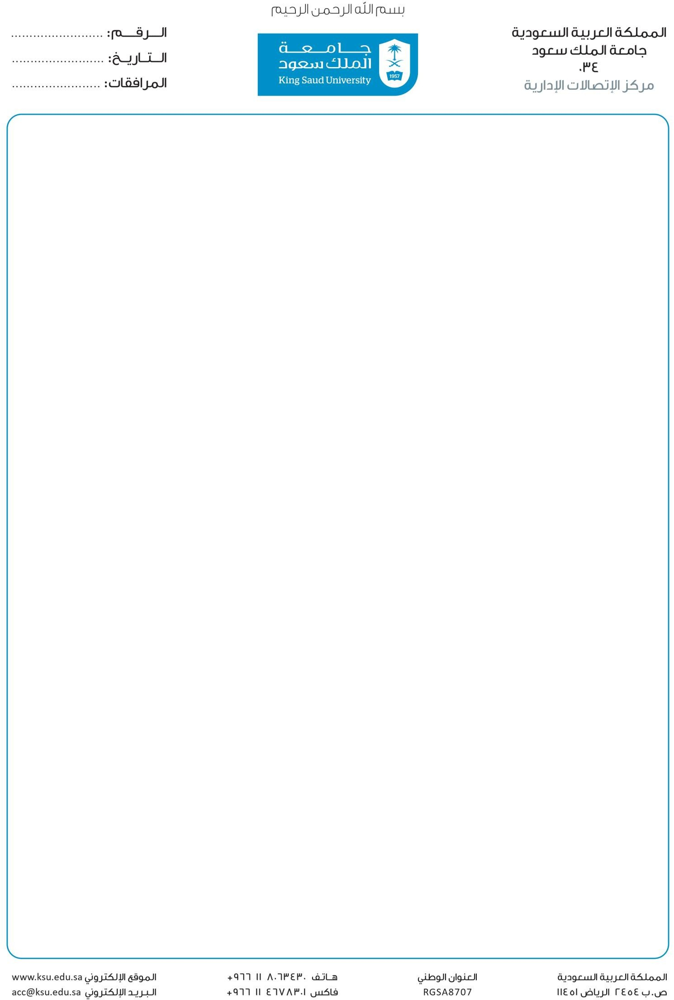 بسم الله الرحمن الرحيم
المملكة العربية السعودية
جامعة الملك سعود
٠٣٤
مركز الإتصالات الإدارية
جامعة
الملك سعود
King Saud University
1957
الرقم: .........................
التاريخ: .........................
المرافقات: ........................
المملكة العربية السعودية
ص.ب ٢٤٥٤ الرياض ١١٤٥١
العنوان الوطني
RGSA8707
هاتف ٨٠٦٣٤٣٠ ١١ ٩٦٦+
فاكس ٤٦٧٨٣٠١ ١١ ٩٦٦+
الموقع الإلكتروني www.ksu.edu.sa
البريد الإلكتروني acc@ksu.edu.sa